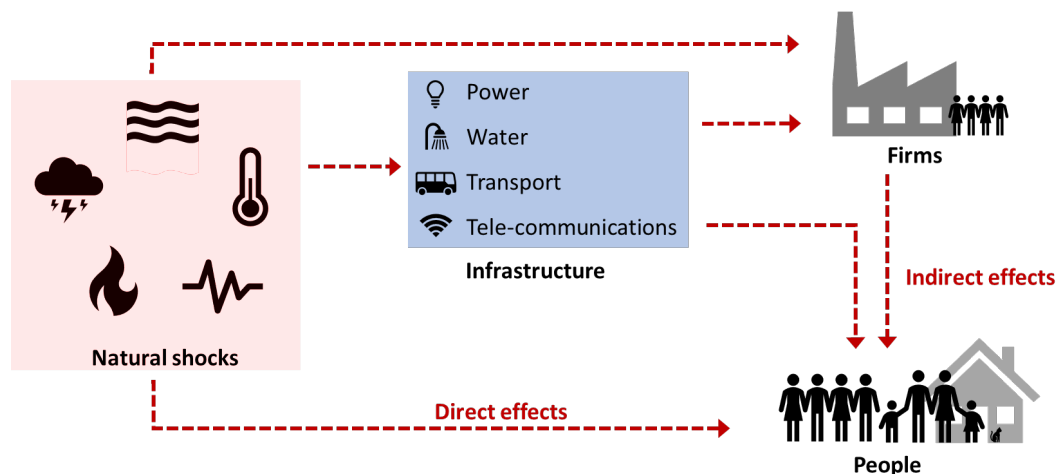 Power
Water
Transport
Tele-communications
Infrastructure
Firms
Natural shocks
Indirect effects
Direct effects
People